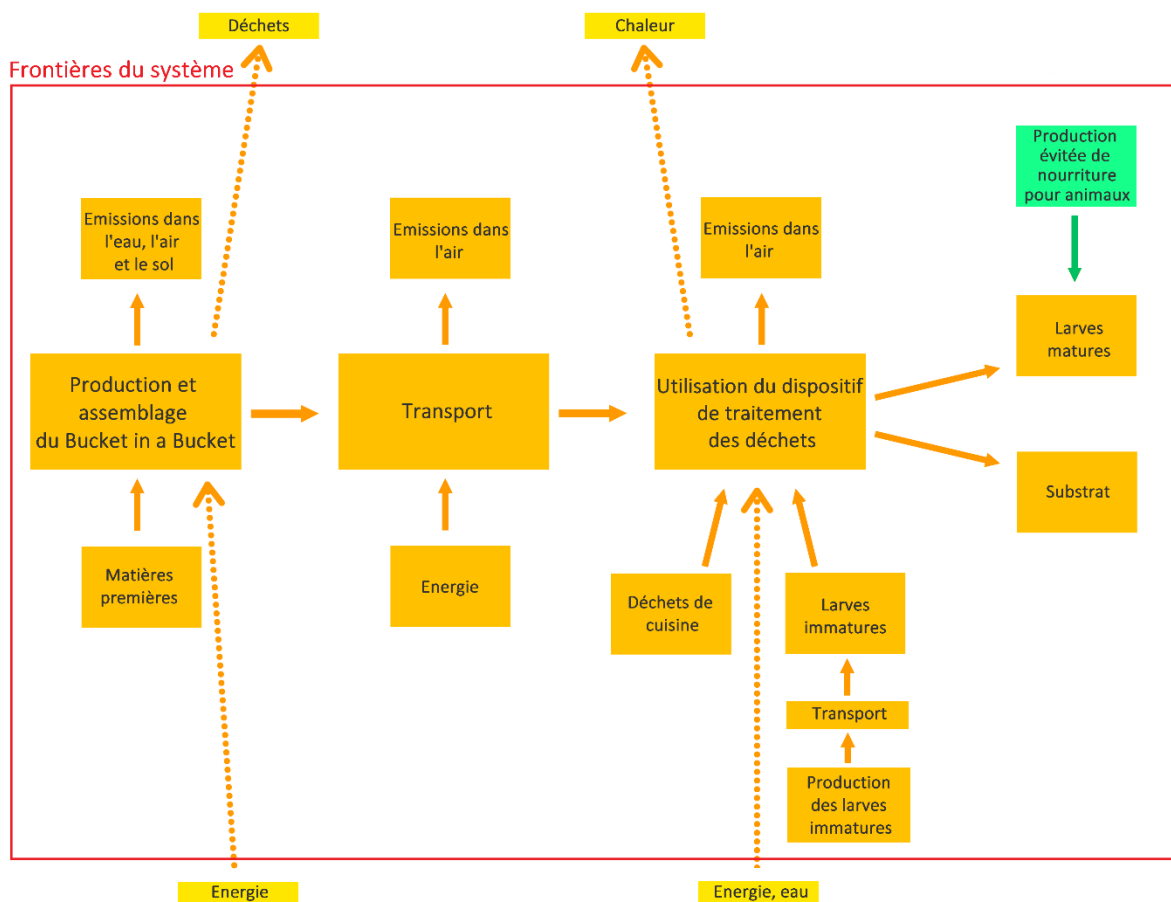 Déchets
Chaleur
Frontières du système
Production
évitée de
nourriture
pour animaux
Emissions dans
l'eau, l'air
et le sol
Emissions dans
l'air
Emissions dans
l'air
Larves
matures
Production et
assemblage
du Bucket in a Bucket
Transport
Utilisation du dispositif
de traitement
des déchets
Substrat
Matières
premières
Energie
Déchets de
cuisine
Larves
immatures
Transport
Production
des larves
immatures
Energie
Energie, eau